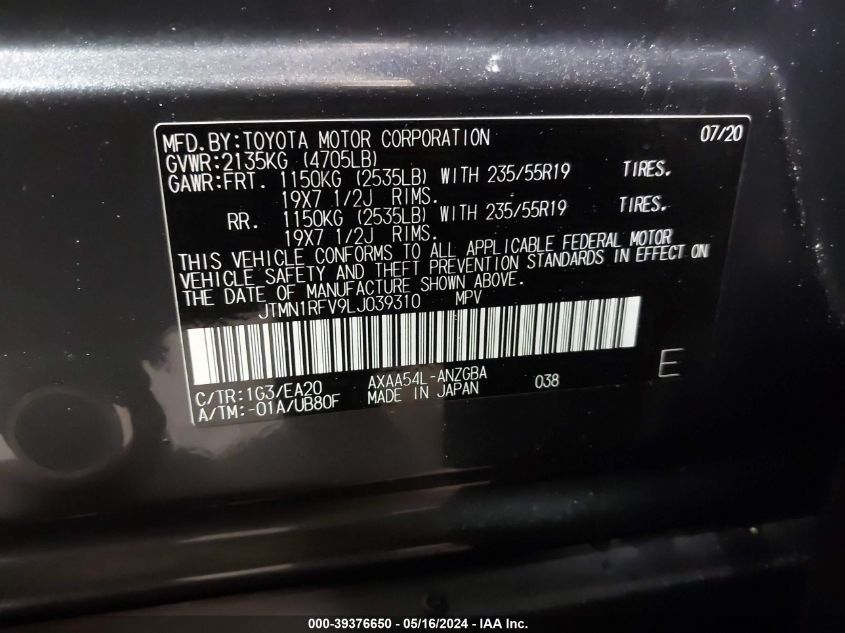 MFD.BY:TOYOTA MOTOR CORPORATION 07/20
GVWR:2135KG (4705LB)
GAWR:FRT. 1150KG (2535LB) WITH 235/55R19 TIRES.
19X7 1/2J RIMS.
RR. 1150KG (2535LB) WITH 235/55R19 TIRES.
19X7 1/2J RIMS.
THIS VEHICLE CONFORMS TO ALL APPLICABLE FEDERAL MOTOR
VEHICLE SAFETY AND THEFT PREVENTION STANDARDS IN EFFECT ON
THE DATE OF MANUFACTURE SHOWN ABOVE.
JTMN1RFV9LJ039310 MPV
E
C/TR:1G3/EA20 AXAA54L-ANZGBA 038
A/TM:-01A/UB80F MADE IN JAPAN
000-39376650 - 05/16/2024 - IAA Inc.